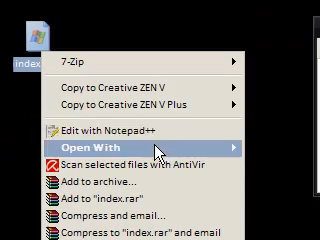 index
7-Zip
Copy to Creative ZEN V
Copy to Creative ZEN V Plus
Edit with Notepad++
Open With
Scan selected files with AntiVir
Add to archive...
Add to "index.rar"
Compress and email...
Compress to "index.rar" and email